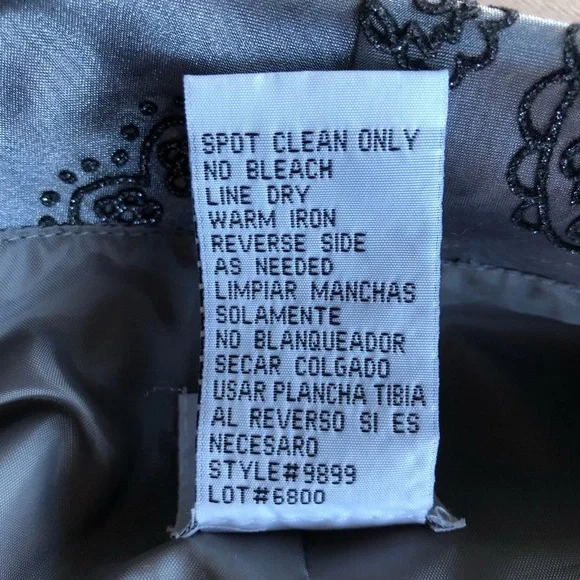 SPOT CLEAN ONLY
NO BLEACH
LINE DRY
WARM IRON
REVERSE SIDE
AS NEEDED
LIMPIAR MANCHAS
SOLAMENTE
NO BLANQUEADOR
SECAR COLGADO
USAR PLANCHA TIBIA
AL REVERSO SI ES
NECESARO
STYLE#9899
LOT#6800